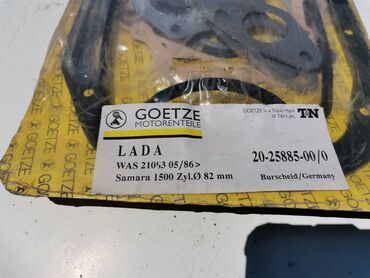 GOETZE
MOTORENTEILE
GOETZE is a Trade Mark
of T&N plc.
T&N
LADA
WAS 21083 05/86>
20-25885-00/0
Samara 1500 Zyl.Ø 82 mm
Burscheid/Germany